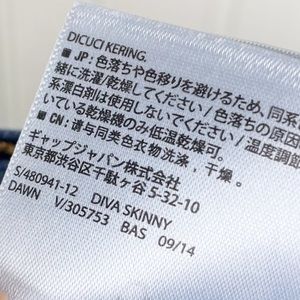 DICUCI KERING.
■ JP: 色落ちや色移りを避けるため、同系
緒に洗濯/乾燥してください/色落ちの原因
系漂白剤は使用しないでください/温度調節
いている乾燥機のみ低温乾燥可
■ CN: 请与同类色衣物洗涤，干燥。
ギャップジャパン株式会社
東京都渋谷区千駄ヶ谷5-32-10
S/480941-12 DIVA SKINNY
DAWN V/305753 BAS 09/14